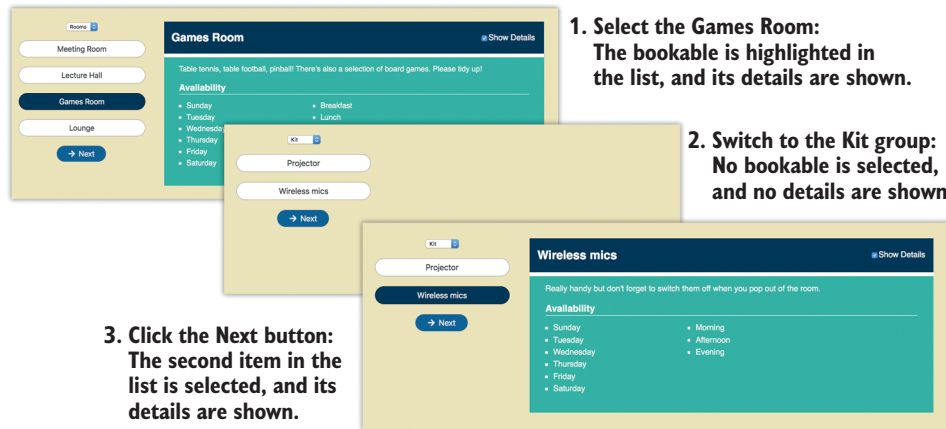 Rooms
Meeting Room
Lecture Hall
Games Room
Lounge
→ Next
Games Room
Show Details
Table tennis, table football, pinball! There's also a selection of board games. Please tidy up!
Availability
• Sunday
• Tuesday
• Wednesday
• Thursday
• Friday
• Saturday
• Breakfast
• Lunch
1. Select the Games Room:
The bookable is highlighted in
the list, and its details are shown.
Kit
Projector
Wireless mics
→ Next
2. Switch to the Kit group:
No bookable is selected,
and no details are shown
Kit
Projector
Wireless mics
→ Next
Wireless mics
Show Details
Really handy but don't forget to switch them off when you pop out of the room.
Availability
• Sunday
• Tuesday
• Wednesday
• Thursday
• Friday
• Saturday
• Morning
• Afternoon
• Evening
3. Click the Next button:
The second item in the
list is selected, and its
details are shown.